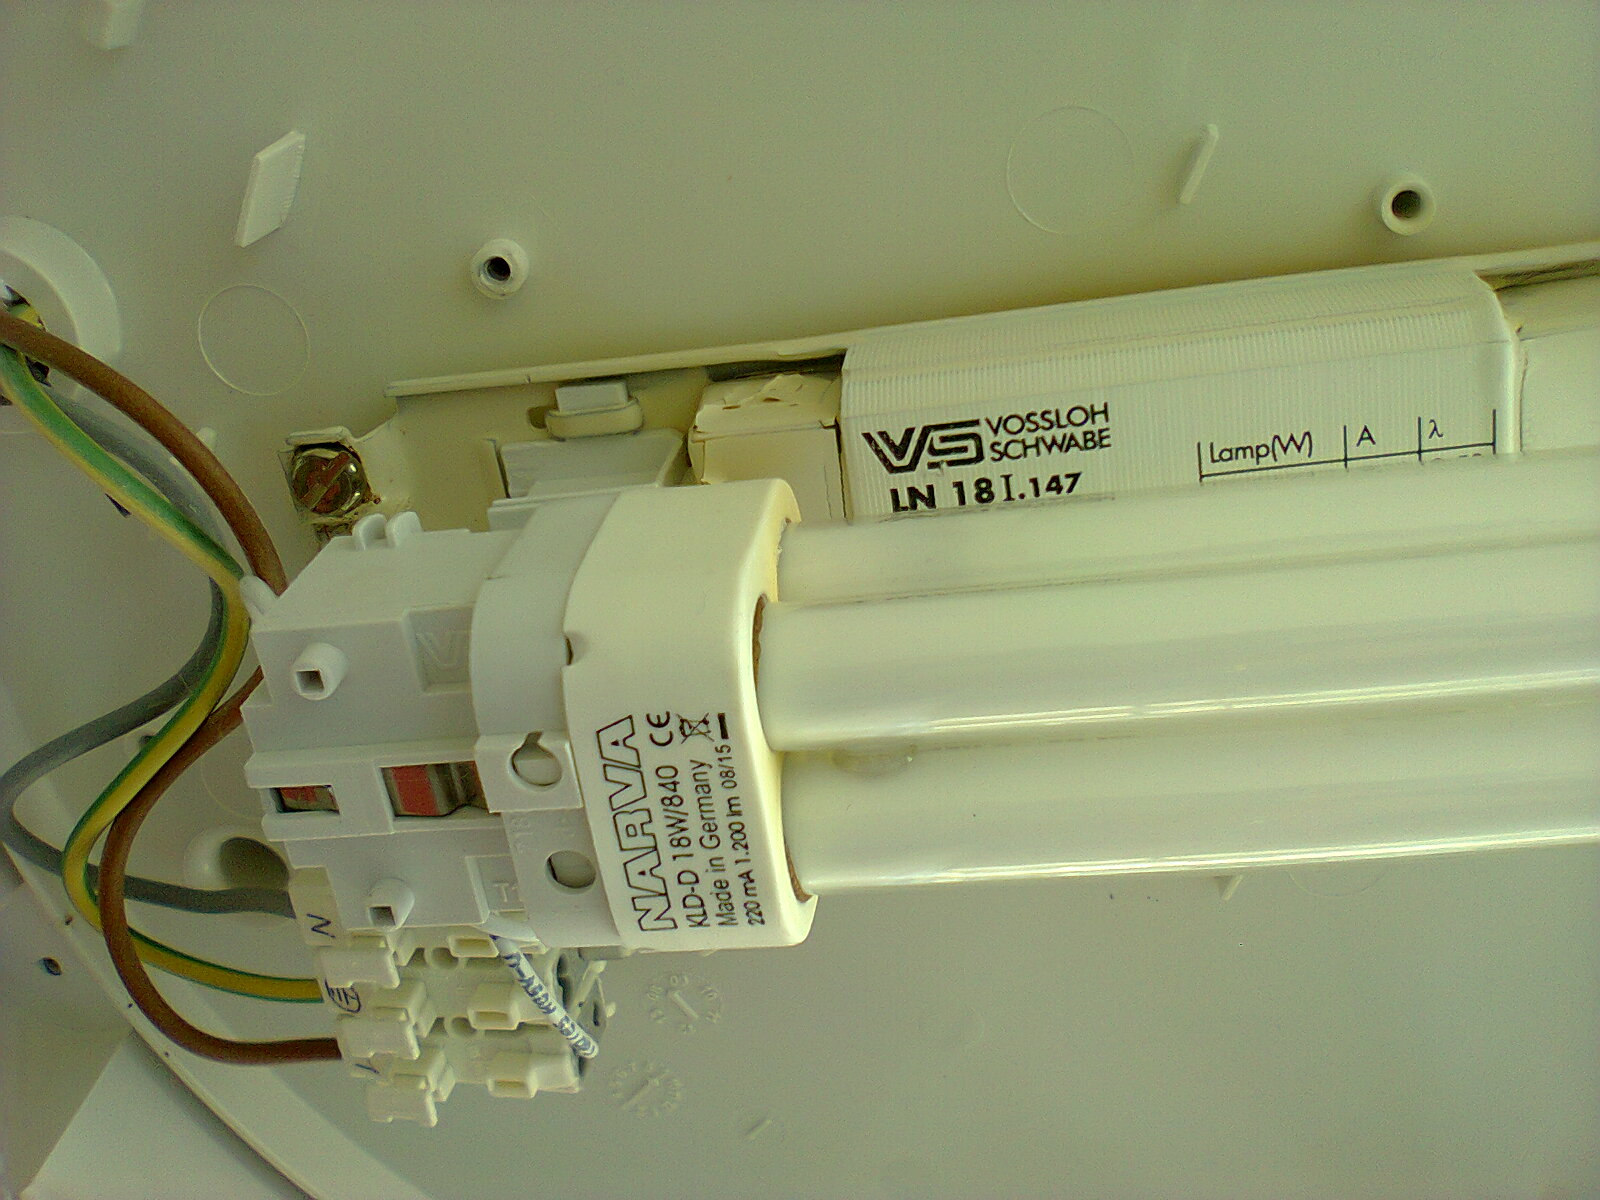 VS VOSSLOH
SCHWABE
LN 18I.147
Lamp(W) A λ
NARVA
KLD-D 18W/840 CE
Made in Germany
220 mA 1.200 lm 08/15
N
L